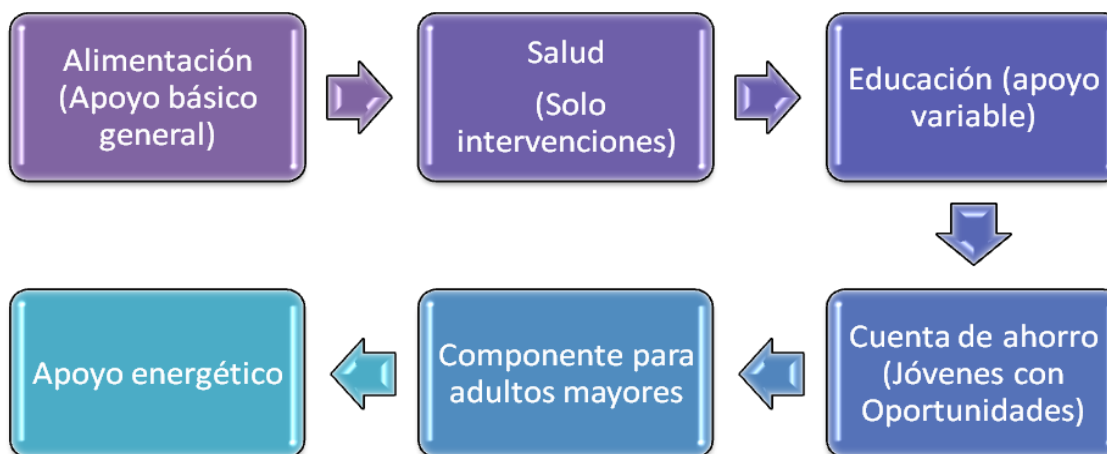 Alimentación
(Apoyo básico
general)
Salud
(Solo
intervenciones)
Educación (apoyo
variable)
Cuenta de ahorro
(Jóvenes con
Oportunidades)
Componente para
adultos mayores
Apoyo energético